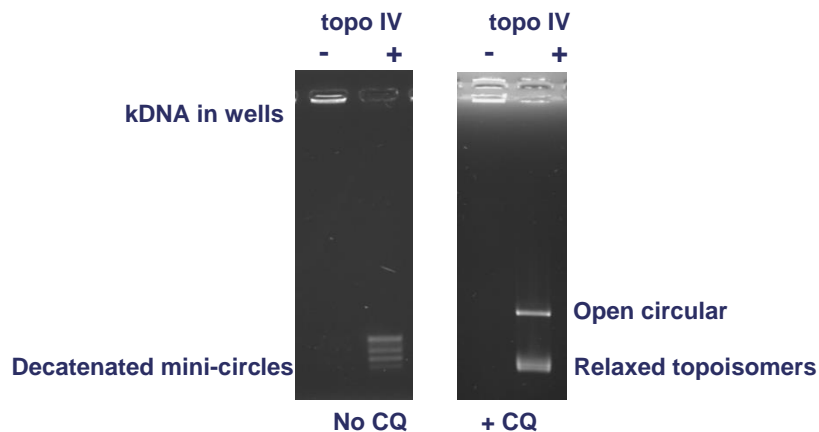 topo IV topo IV
- + - +
kDNA in wells
Open circular
Decatenated mini-circles Relaxed topoisomers
No CQ + CQ